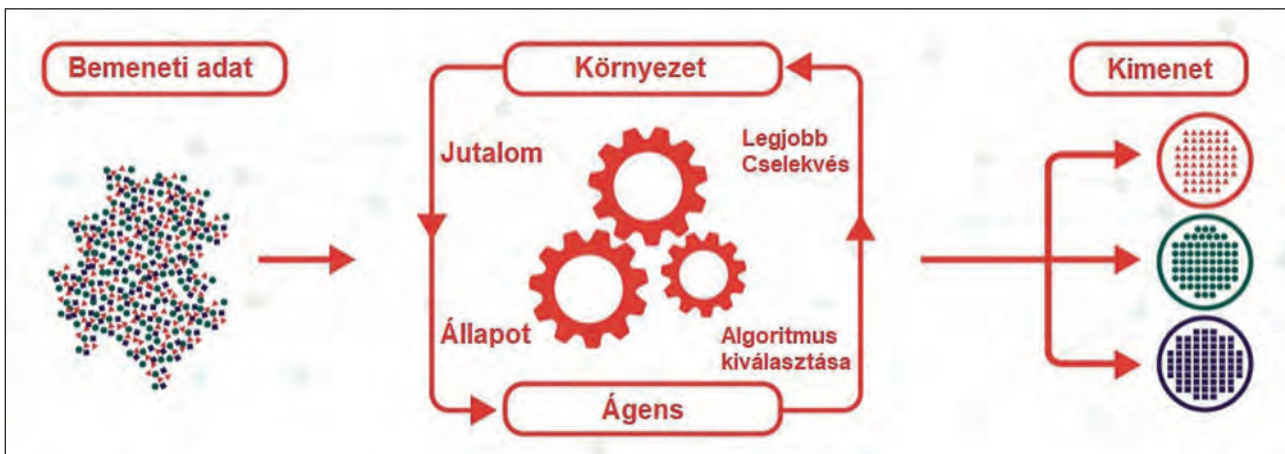 Bemeneti adat
Környezet
Kimenet
Jutalom
Legjobb
Cselekvés
Állapot
Algoritmus
kiválasztása
Ágens